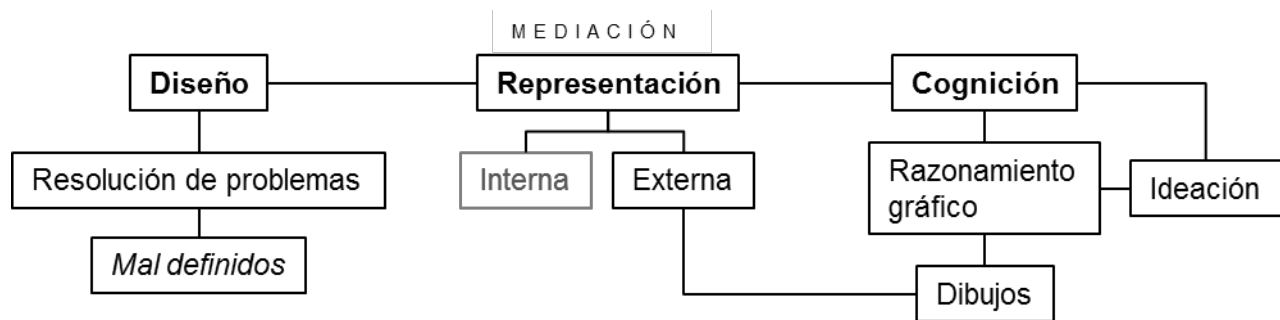 MEDIACIÓN
Diseño
Representación
Cognición
Resolución de problemas
Interna
Externa
Razonamiento
gráfico
Ideación
Mal definidos
Dibujos